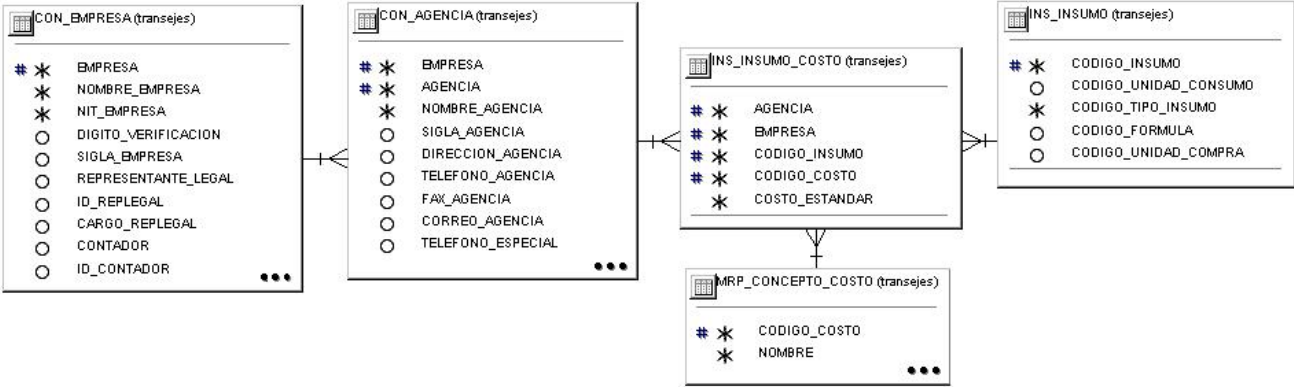 CON_EMPRESA (transejes)
# * EMPRESA
* NOMBRE_EMPRESA
* NIT_EMPRESA
DIGITO_VERIFICACION
SIGLA_EMPRESA
REPRESENTANTE_LEGAL
ID_REPLEGAL
CARGO_REPLEGAL
CONTADOR
ID_CONTADOR
CON_AGENCIA (transejes)
# * EMPRESA
# * AGENCIA
* NOMBRE_AGENCIA
SIGLA_AGENCIA
DIRECCION_AGENCIA
TELEFONO_AGENCIA
FAX_AGENCIA
CORREO_AGENCIA
TELEFONO_ESPECIAL
INS_INSUMO_COSTO (transejes)
# * AGENCIA
# * EMPRESA
# * CODIGO_INSUMO
# * CODIGO_COSTO
* COSTO_ESTANDAR
INS_INSUMO (transejes)
# * CODIGO_INSUMO
CODIGO_UNIDAD_CONSUMO
* CODIGO_TIPO_INSUMO
CODIGO_FORMULA
CODIGO_UNIDAD_COMPRA
MRP_CONCEPTO_COSTO (transejes)
# * CODIGO_COSTO
* NOMBRE